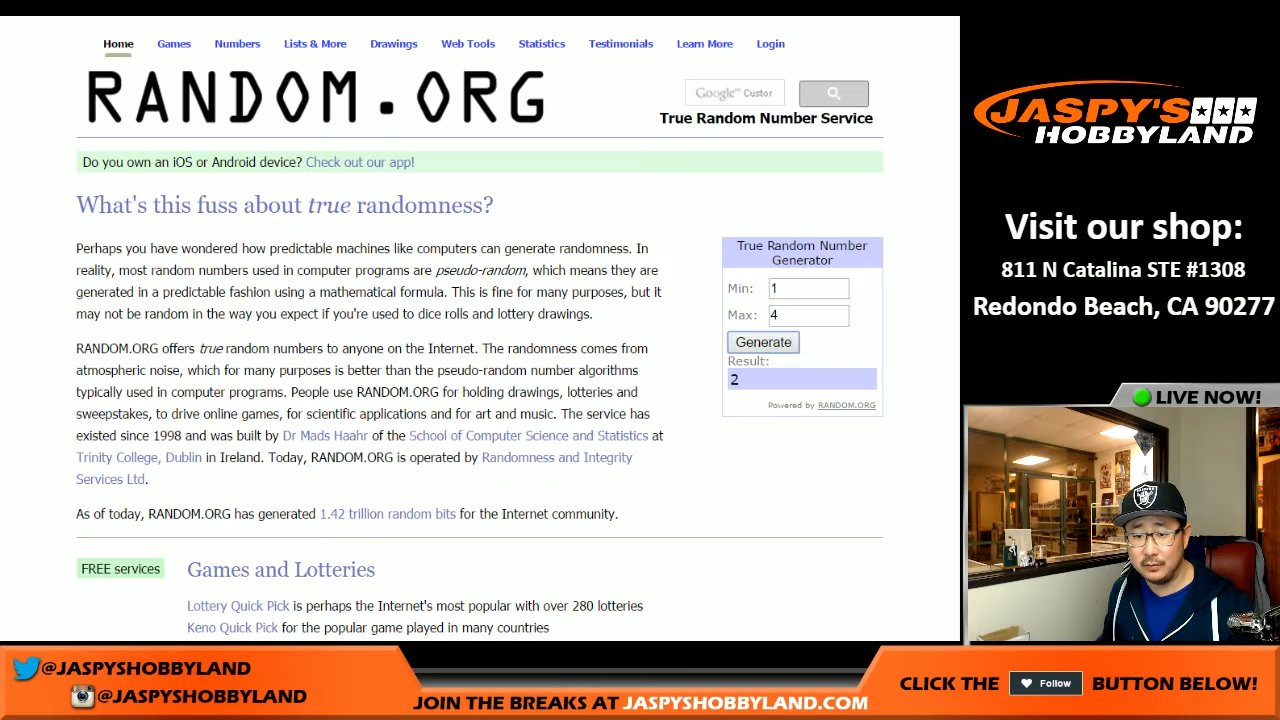 Home Games Numbers Lists & More Drawings Web Tools Statistics Testimonials Learn More Login
RANDOM.ORG
Google™ Custor
True Random Number Service
Do you own an iOS or Android device? Check out our app!
What's this fuss about true randomness?
Perhaps you have wondered how predictable machines like computers can generate randomness. In
reality, most random numbers used in computer programs are pseudo-random, which means they are
generated in a predictable fashion using a mathematical formula. This is fine for many purposes, but it
may not be random in the way you expect if you're used to dice rolls and lottery drawings.
RANDOM.ORG offers true random numbers to anyone on the Internet. The randomness comes from
atmospheric noise, which for many purposes is better than the pseudo-random number algorithms
typically used in computer programs. People use RANDOM.ORG for holding drawings, lotteries and
sweepstakes, to drive online games, for scientific applications and for art and music. The service has
existed since 1998 and was built by Dr Mads Haahr of the School of Computer Science and Statistics at
Trinity College, Dublin in Ireland. Today, RANDOM.ORG is operated by Randomness and Integrity
Services Ltd.
As of today, RANDOM.ORG has generated 1.42 trillion random bits for the Internet community.
True Random Number
Generator
Min: 1
Max: 4
Generate
Result:
2
Powered by RANDOM.ORG
FREE services
Games and Lotteries
Lottery Quick Pick is perhaps the Internet's most popular with over 280 lotteries
Keno Quick Pick for the popular game played in many countries
JASPY'S
HOBBYLAND
Visit our shop:
811 N Catalina STE #1308
Redondo Beach, CA 90277
LIVE NOW!
@JASPYSHOBBYLAND
@JASPYSHOBBYLAND
JOIN THE BREAKS AT JASPYSHOBBYLAND.COM
CLICK THE Follow BUTTON BELOW!